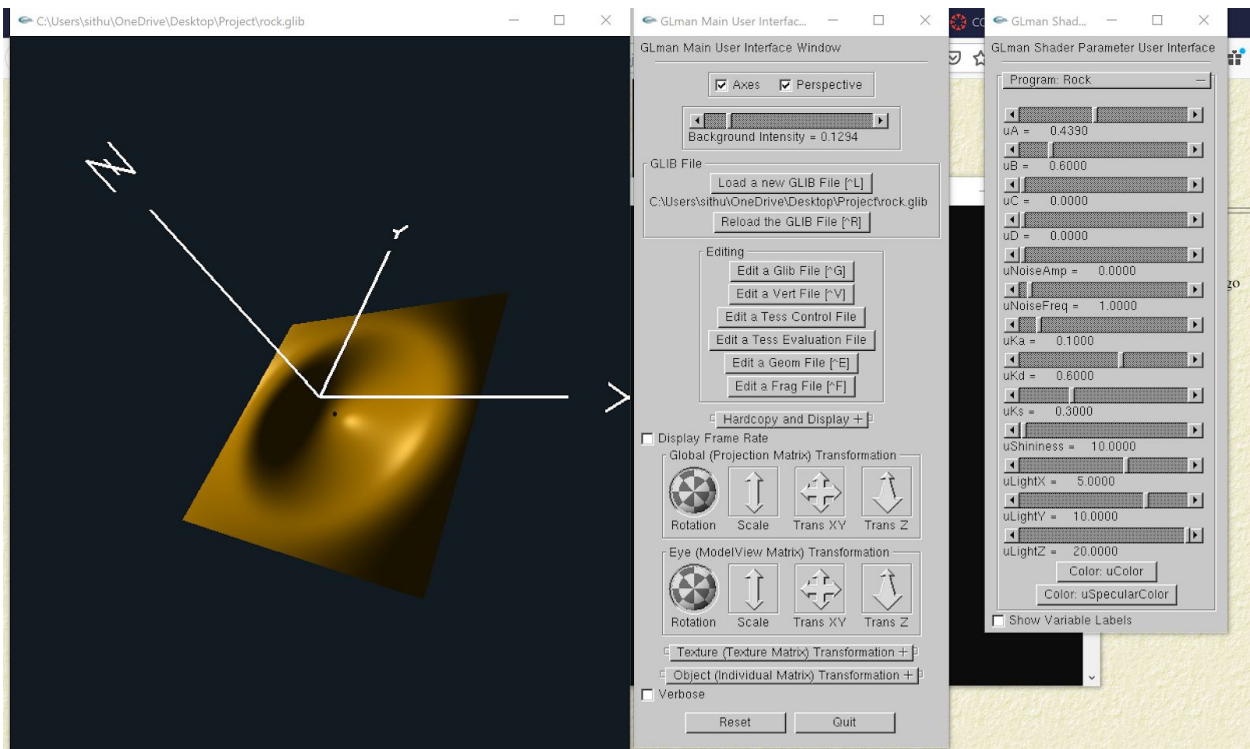 C:\Users\sithu\OneDrive\Desktop\Project\rock.glib
Z
Y
X
GLman Main User Interfac...
GLman Main User Interface Window
Axes
Perspective
Background Intensity = 0.1294
GLIB File
Load a new GLIB File [^L]
C:\Users\sithu\OneDrive\Desktop\Project\rock.glib
Reload the GLIB File [^R]
Editing
Edit a Glib File [^G]
Edit a Vert File [^V]
Edit a Tess Control File
Edit a Tess Evaluation File
Edit a Geom File [^E]
Edit a Frag File [^F]
Hardcopy and Display +
Display Frame Rate
Global (Projection Matrix) Transformation
Rotation Scale Trans XY Trans Z
Eye (ModelView Matrix) Transformation
Rotation Scale Trans XY Trans Z
Texture (Texture Matrix) Transformation +
Object (Individual Matrix) Transformation +
Verbose
Reset Quit
CO
GLman Shad...
GLman Shader Parameter User Interface
Program: Rock
uA = 0.4390
uB = 0.6000
uC = 0.0000
uD = 0.0000
uNoiseAmp = 0.0000
uNoiseFreq = 1.0000
uKa = 0.1000
uKd = 0.6000
uKs = 0.3000
uShininess = 10.0000
uLightX = 5.0000
uLightY = 10.0000
uLightZ = 20.0000
Color: uColor
Color: uSpecularColor
Show Variable Labels
go